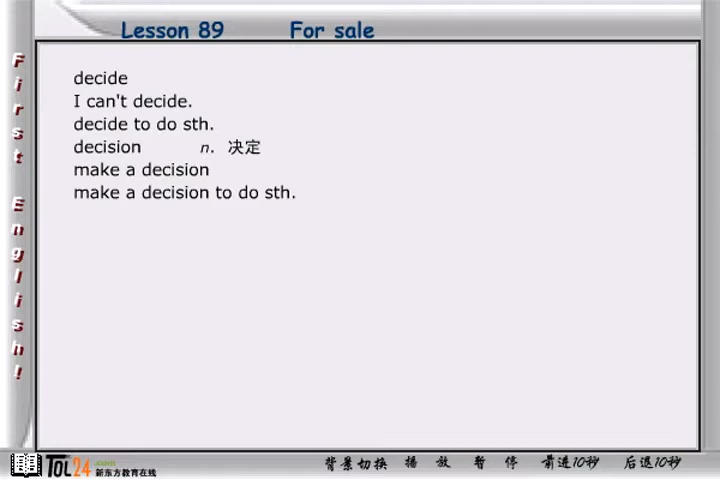 Lesson 89 For sale
First English!
decide
I can't decide.
decide to do sth.
decision n. 决定
make a decision
make a decision to do sth.
TOL24
新东方教育在线
背景切换 播放 暂停 前进10秒 后退10秒